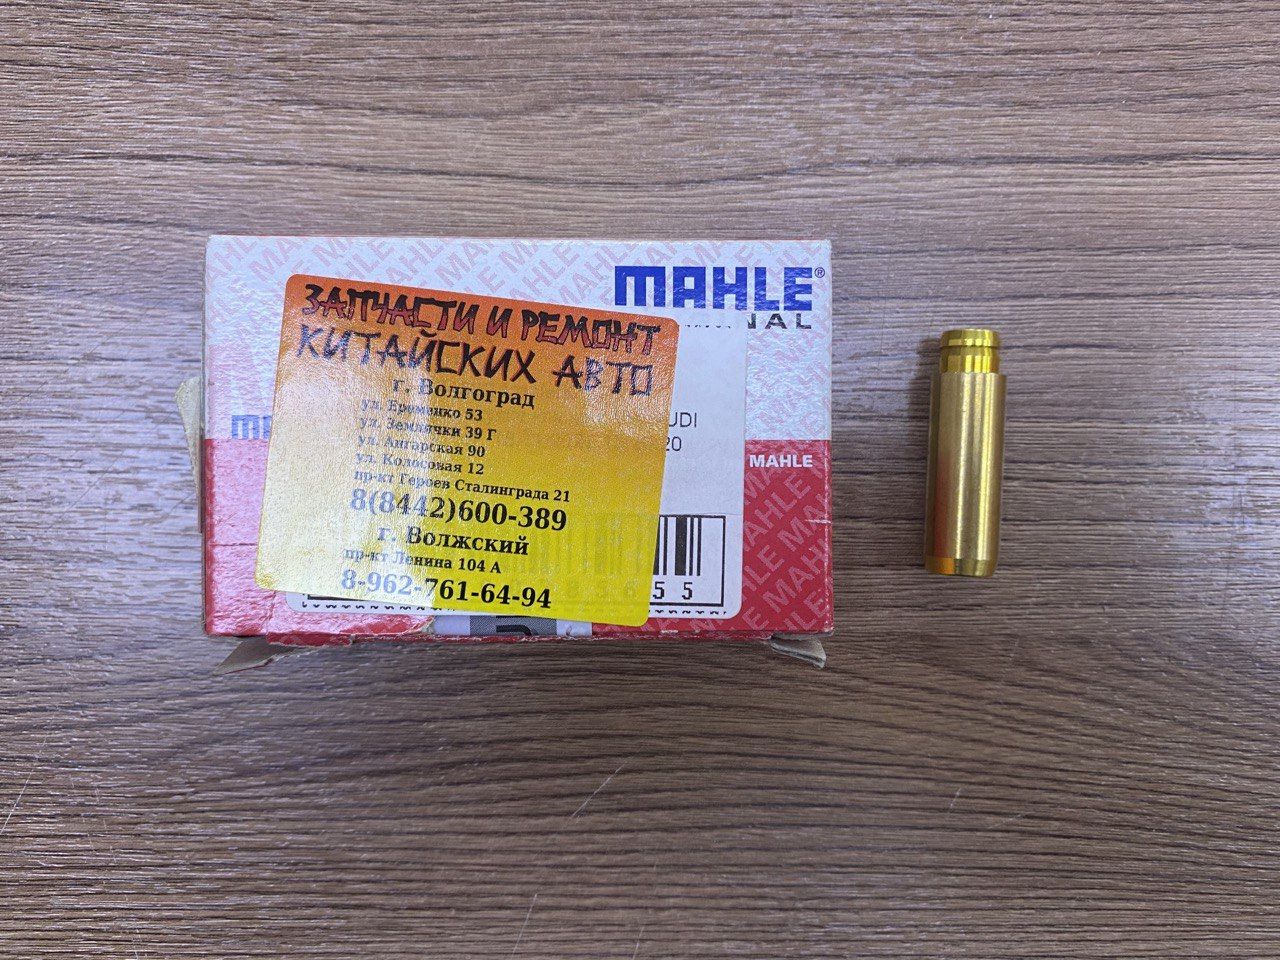 MAHLE®
ЗАПЧАСТИ И РЕМОНТ
КИТАЙСКИХ АВТО
г. Волгоград
ул. Еременко 53
ул. Землячки 39 Г
ул. Ангарская 90
ул. Колосовая 12
пр-кт Героев Сталинграда 21
8(8442)600-389
г. Волжский
пр-кт Ленина 104 А
8-962-761-64-94
UDI
20
MAHLE
5 5